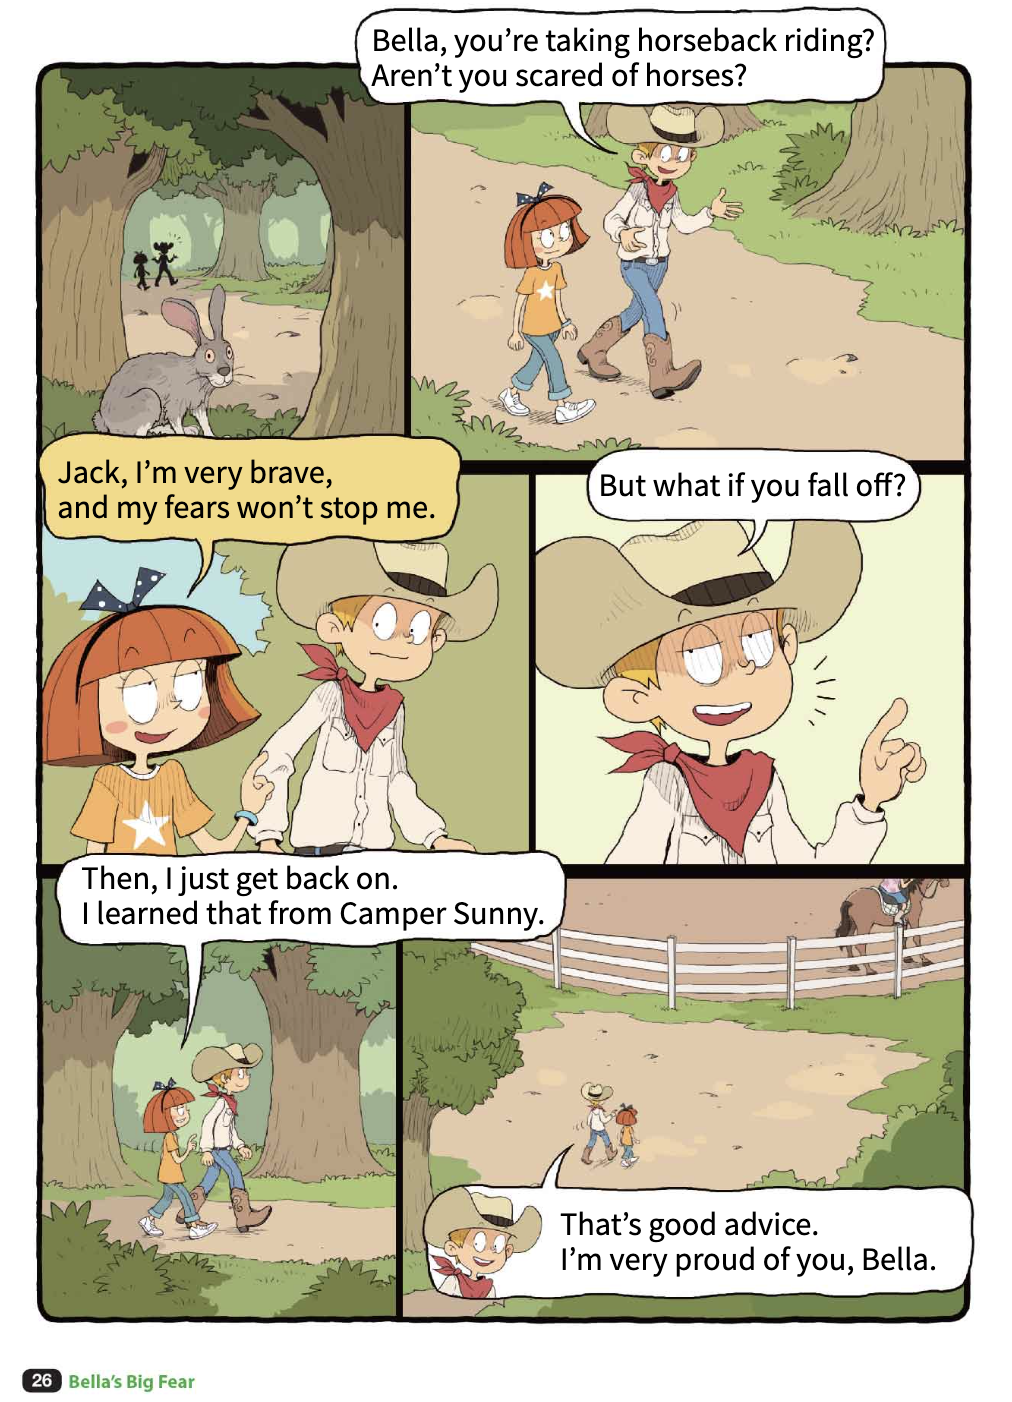 Bella, you're taking horseback riding?
Aren't you scared of horses?
Jack, I'm very brave,
and my fears won't stop me.
But what if you fall off?
Then, I just get back on.
I learned that from Camper Sunny.
That's good advice.
I'm very proud of you, Bella.
26 Bella's Big Fear